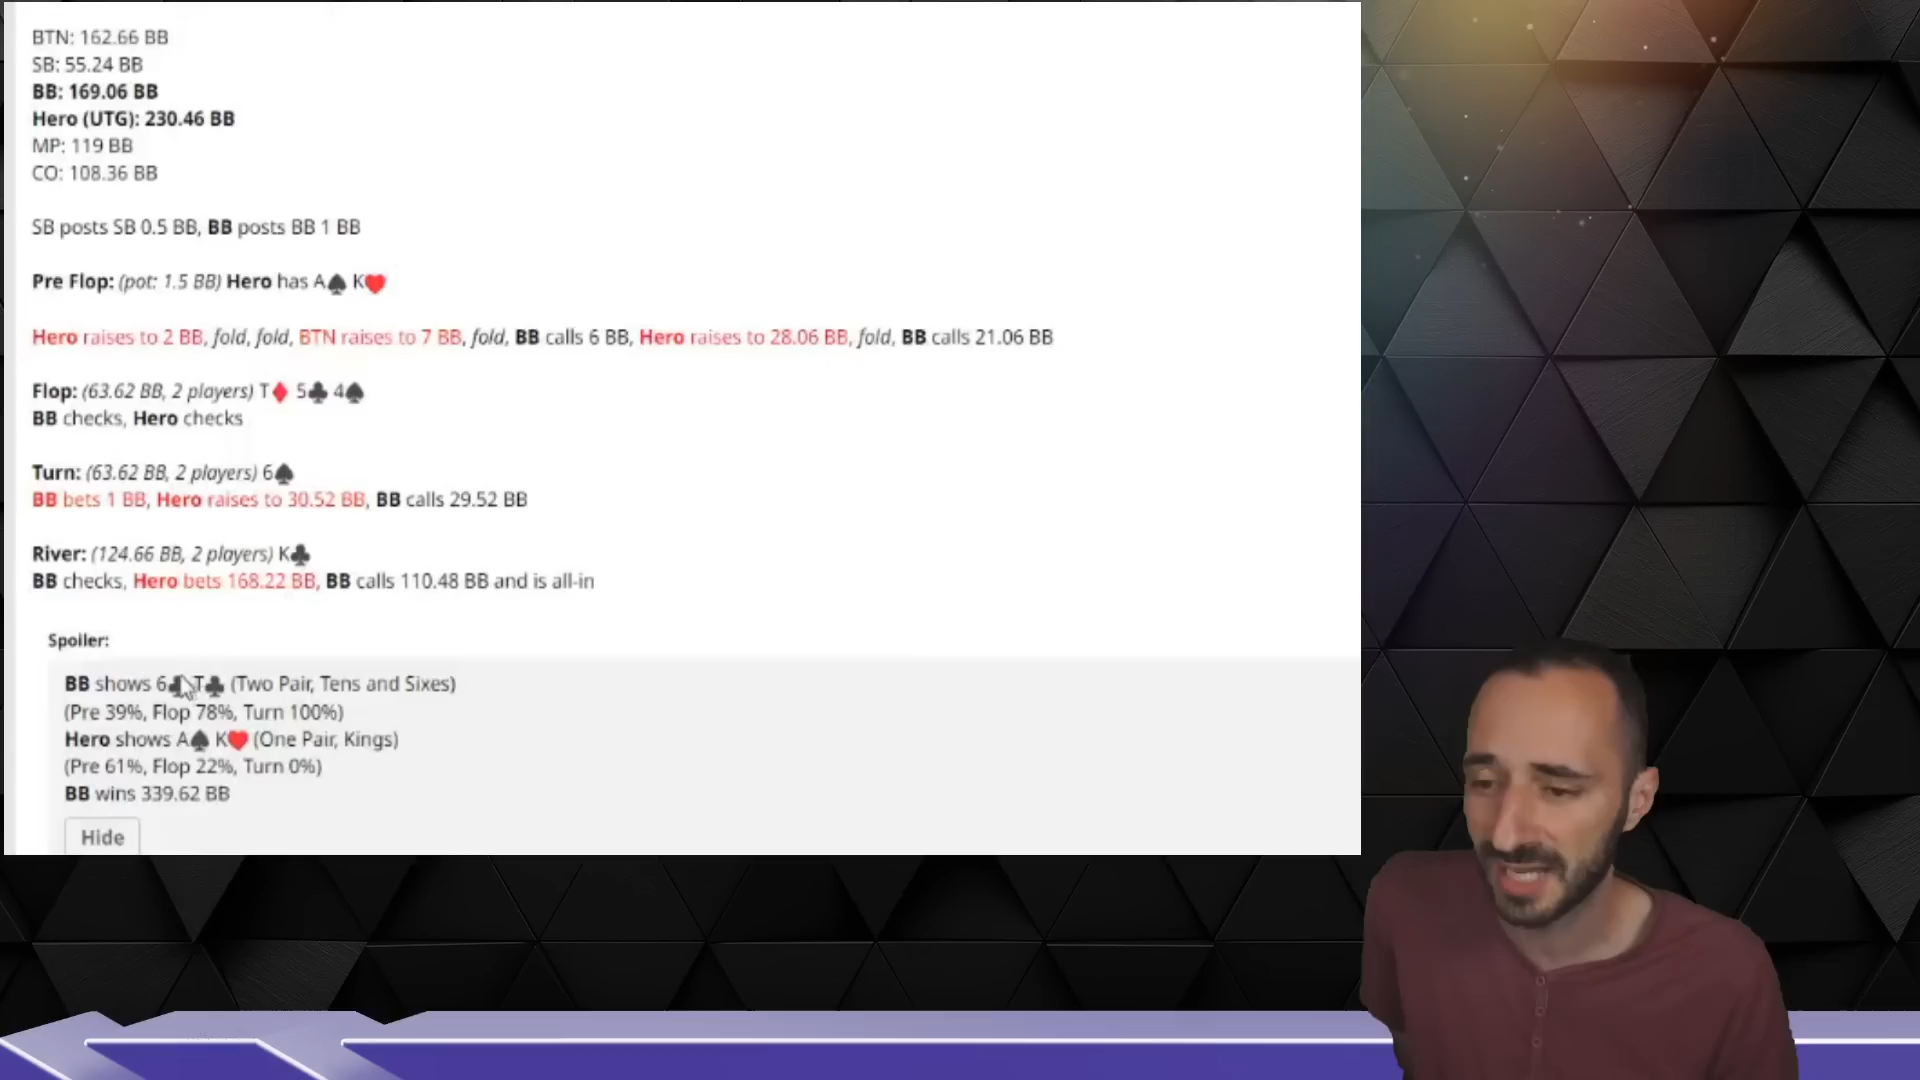 BTN: 162.66 BB
SB: 55.24 BB
BB: 169.06 BB
Hero (UTG): 230.46 BB
MP: 119 BB
CO: 108.36 BB
SB posts SB 0.5 BB, BB posts BB 1 BB
Pre Flop: (pot: 1.5 BB) Hero has A♠ K♥
Hero raises to 2 BB, fold, fold, BTN raises to 7 BB, fold, BB calls 6 BB, Hero raises to 28.06 BB, fold, BB calls 21.06 BB
Flop: (63.62 BB, 2 players) T♦ 5♣ 4♠
BB checks, Hero checks
Turn: (63.62 BB, 2 players) 6♠
BB bets 1 BB, Hero raises to 30.52 BB, BB calls 29.52 BB
River: (124.66 BB, 2 players) K♣
BB checks, Hero bets 168.22 BB, BB calls 110.48 BB and is all-in
Spoiler:
BB shows 6♣ T♣ (Two Pair, Tens and Sixes)
(Pre 39%, Flop 78%, Turn 100%)
Hero shows A♠ K♥ (One Pair, Kings)
(Pre 61%, Flop 22%, Turn 0%)
BB wins 339.62 BB
Hide